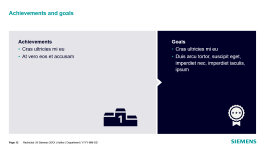 Achievements and goals
Achievements
- Cras ultricies mi eu
- At vero eos et accusam
Goals
- Cras ultricies mi eu
- Duis arcu tortor, suscipit eget,
imperdiet nec, imperdiet iaculis,
ipsum
1
SIEMENS